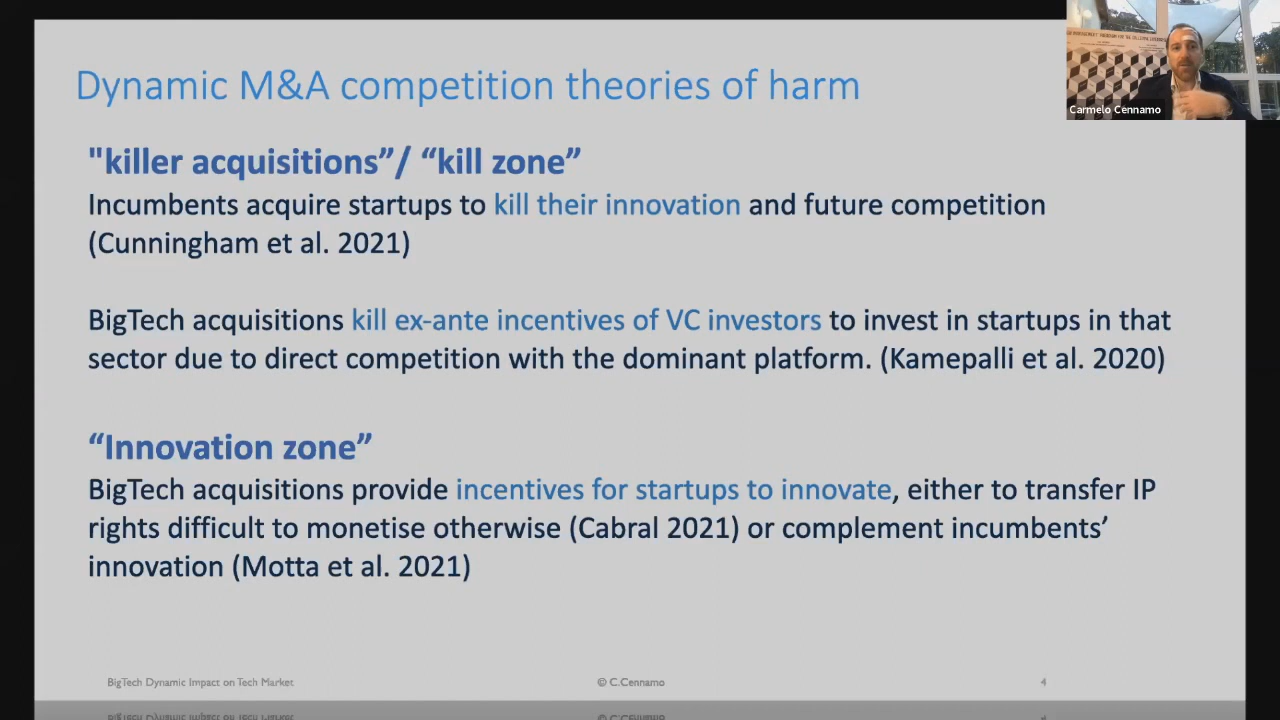 Dynamic M&A competition theories of harm
Carmelo Cennamo
"killer acquisitions”/ “kill zone”
Incumbents acquire startups to kill their innovation and future competition
(Cunningham et al. 2021)
BigTech acquisitions kill ex-ante incentives of VC investors to invest in startups in that
sector due to direct competition with the dominant platform. (Kamepalli et al. 2020)
“Innovation zone”
BigTech acquisitions provide incentives for startups to innovate, either to transfer IP
rights difficult to monetise otherwise (Cabral 2021) or complement incumbents’
innovation (Motta et al. 2021)
BigTech Dynamic Impact on Tech Market
© C.Cennamo
4